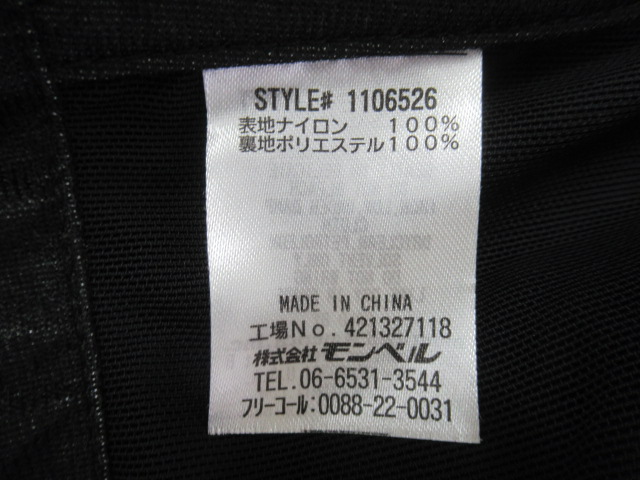 STYLE# 1106526
表地ナイロン 100%
裏地ポリエステル100%
MADE IN CHINA
工場No. 421327118
株式会社モンベル
TEL. 06-6531-3544
フリーコール:0088-22-0031